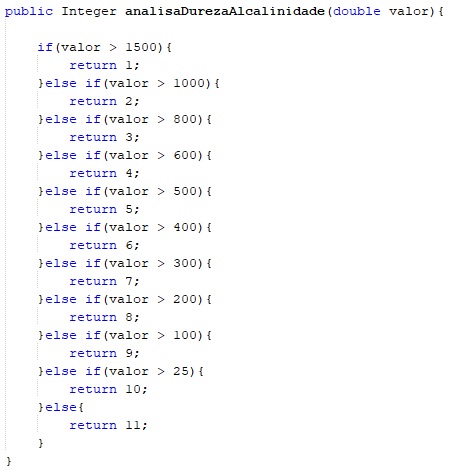 public Integer analisaDurezaAlcalinidade(double valor){
if(valor > 1500){
return 1;
}else if(valor > 1000){
return 2;
}else if(valor > 800){
return 3;
}else if(valor > 600){
return 4;
}else if(valor > 500){
return 5;
}else if(valor > 400){
return 6;
}else if(valor > 300){
return 7;
}else if(valor > 200){
return 8;
}else if(valor > 100){
return 9;
}else if(valor > 25){
return 10;
}else{
return 11;
}
}